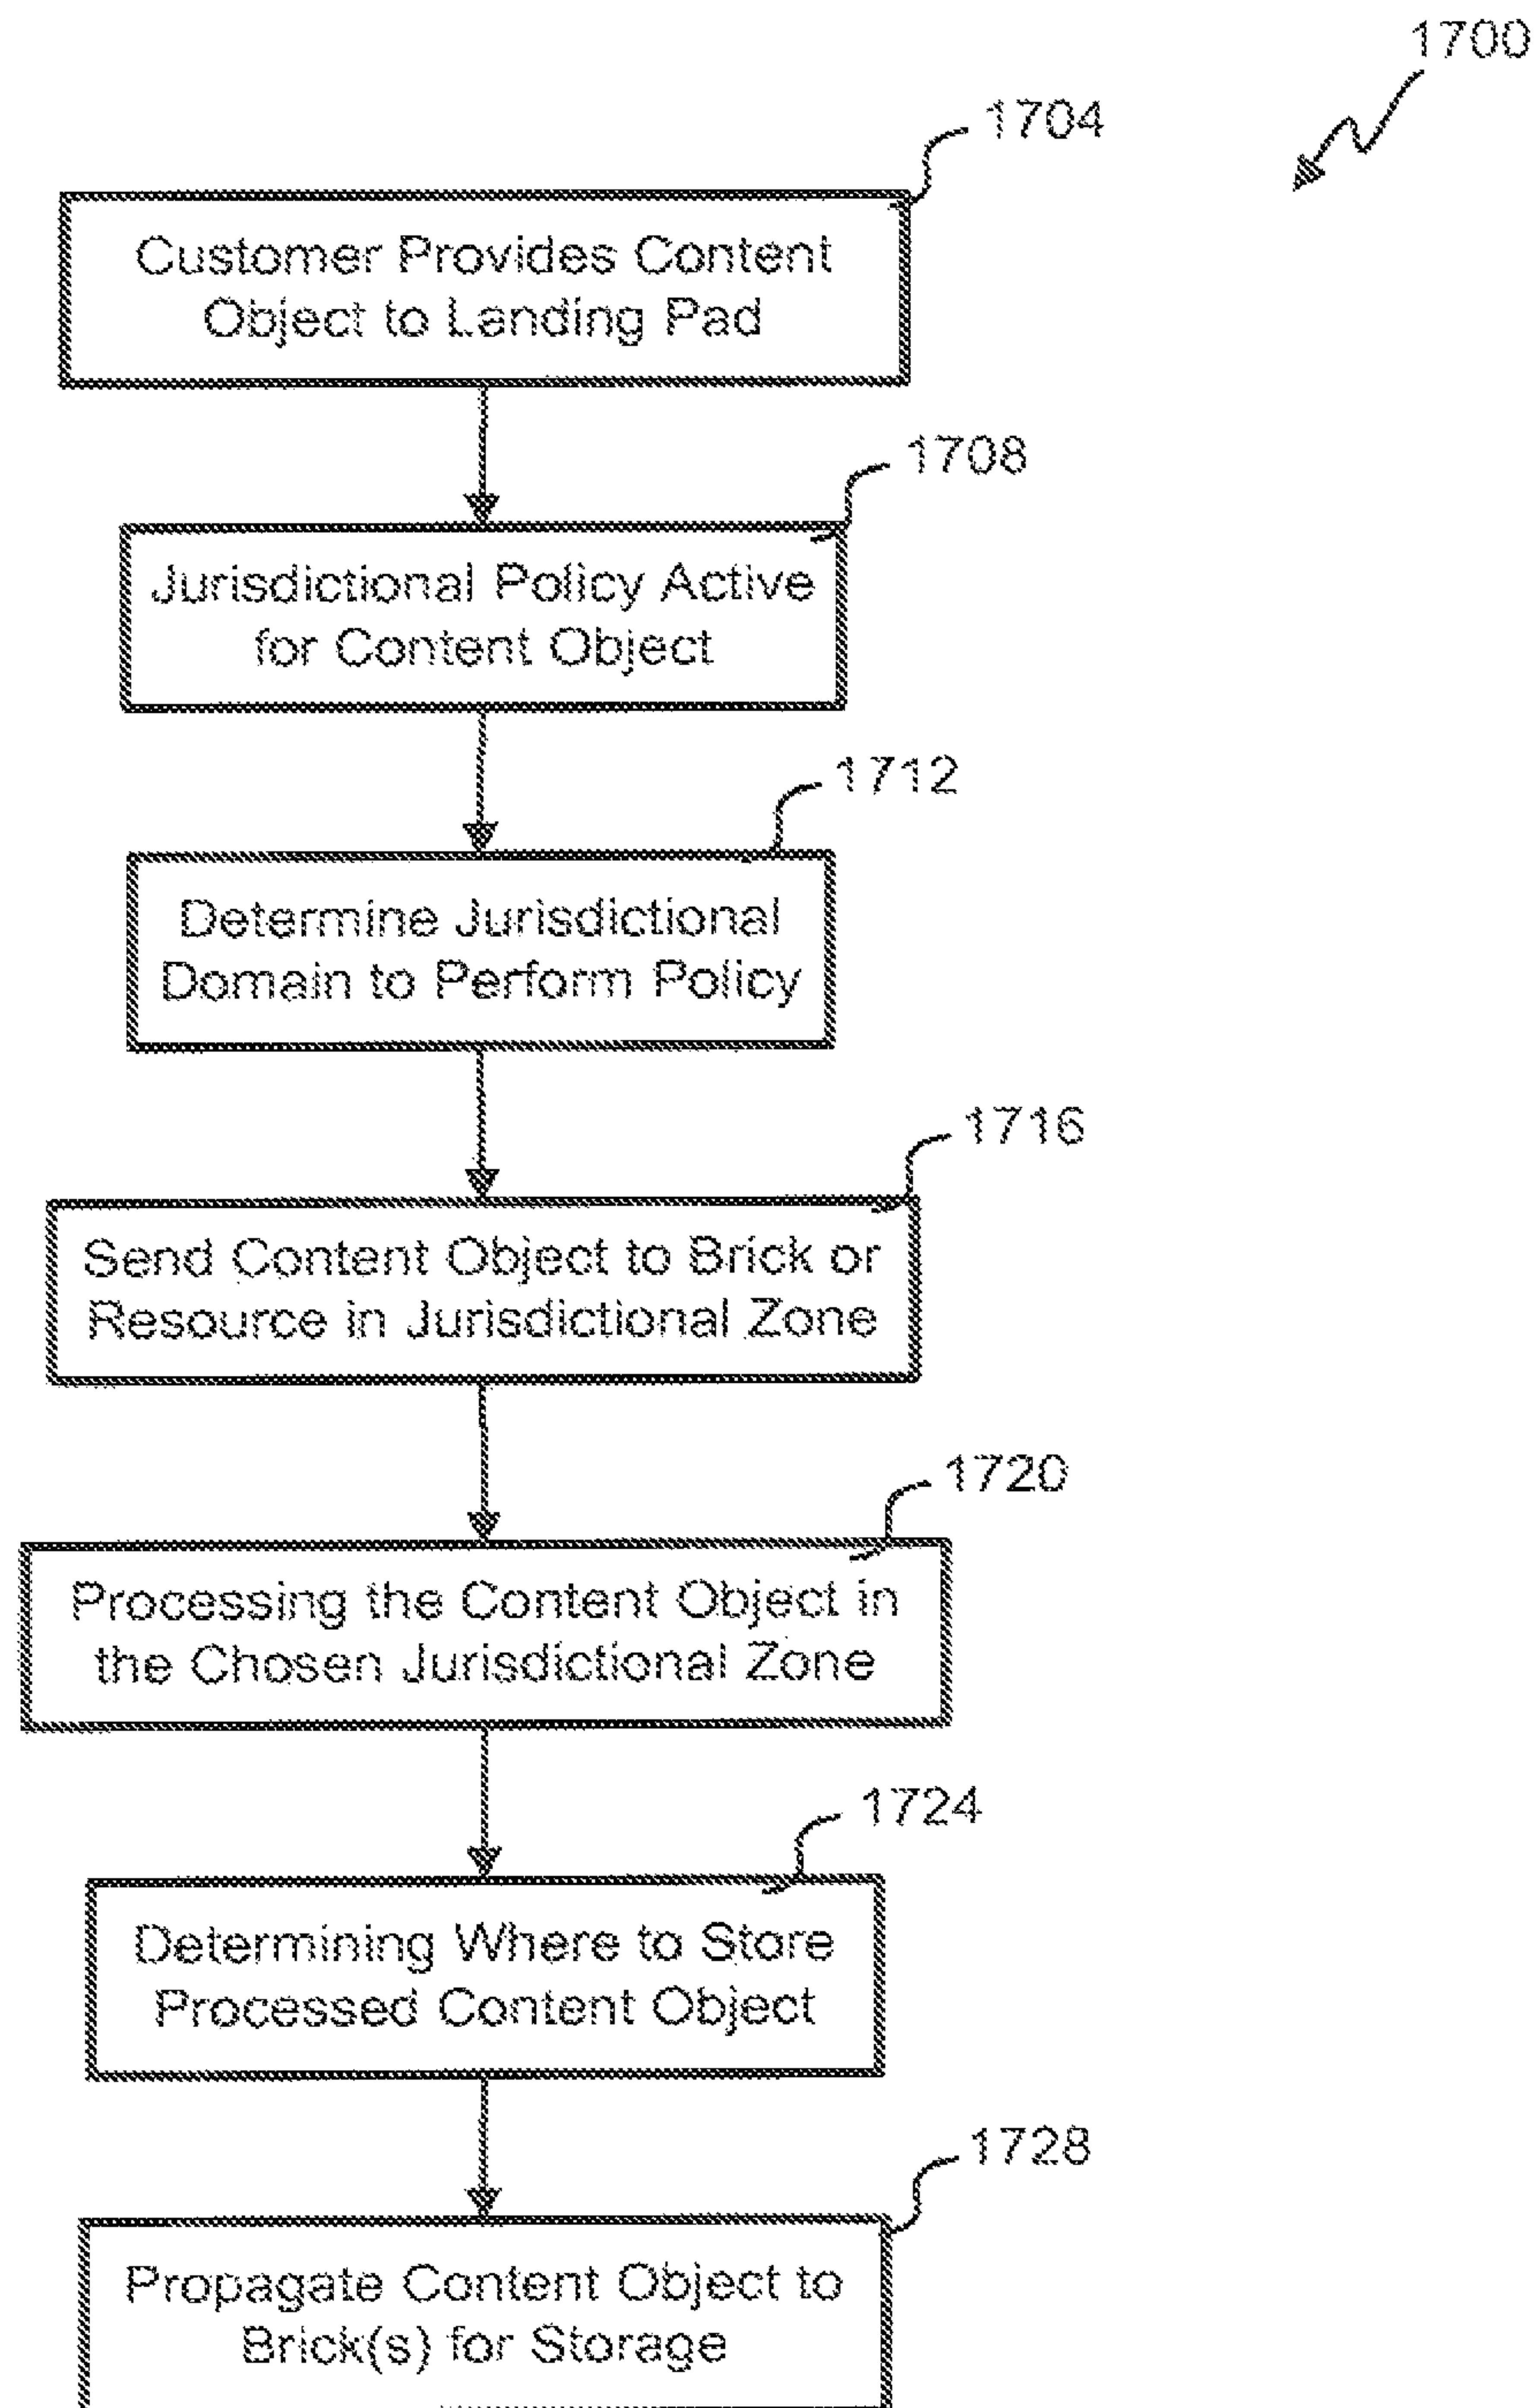 1700
1704
Customer Provides Content
Object to Landing Pad
1708
Jurisdictional Policy Active
for Content Object
1712
Determine Jurisdictional
Domain to Perform Policy
1716
Send Content Object to Brick or
Resource in Jurisdictional Zone
1720
Processing the Content Object in
the Chosen Jurisdictional Zone
1724
Determining Where to Store
Processed Content Object
1728
Propagate Content Object to
Brick(s) for Storage